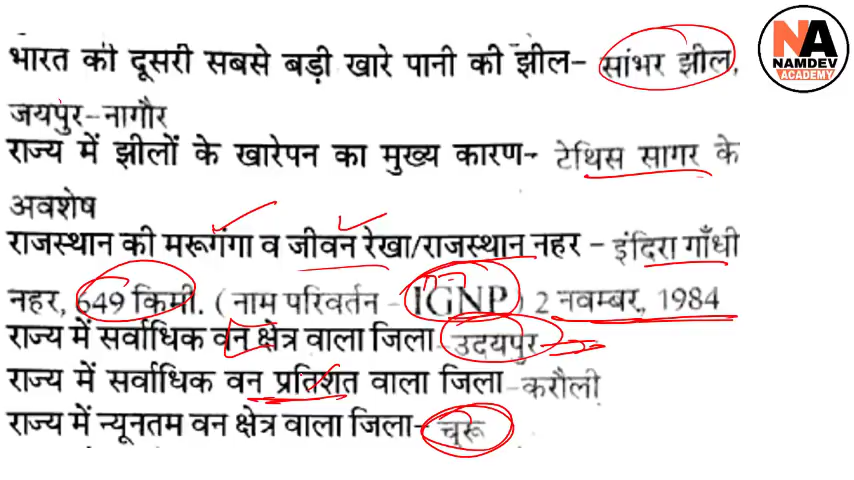 NA
NAMDEV
ACADEMY
भारत की दूसरी सबसे बड़ी खारे पानी की झील- सांभर झील,
जयपुर-नागौर
राज्य में झीलों के खारेपन का मुख्य कारण- टेथिस सागर के
अवशेष
राजस्थान की मरूगंगा व जीवन रेखा/राजस्थान नहर - इंदिरा गाँधी
नहर, 649 किमी. ( नाम परिवर्तन - IGNP ) 2 नवम्बर, 1984
राज्य में सर्वाधिक वन क्षेत्र वाला जिला- उदयपुर
राज्य में सर्वाधिक वन प्रतिशत वाला जिला-करौली
राज्य में न्यूनतम वन क्षेत्र वाला जिला- चूरू